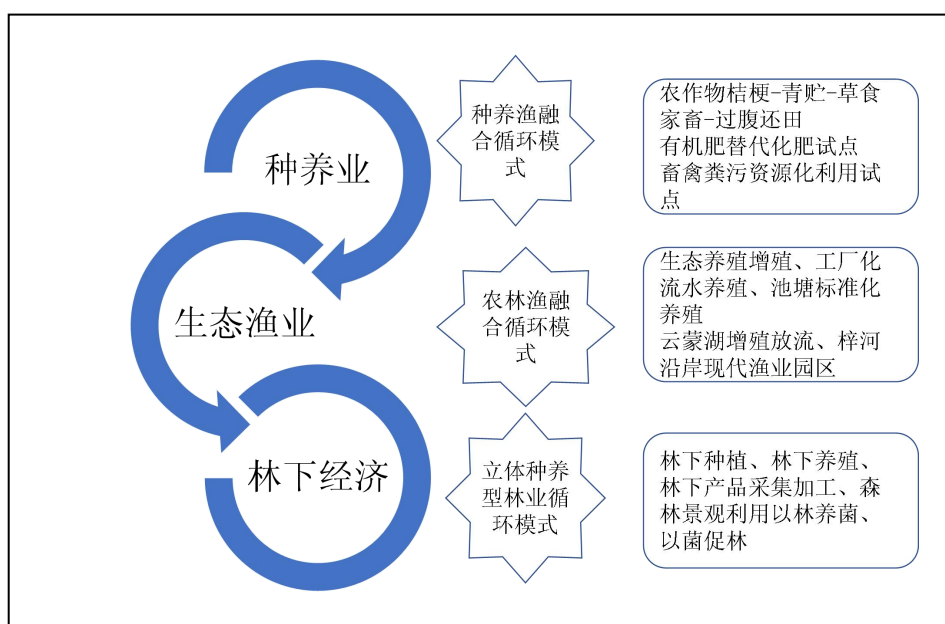 种养业
种养渔融
合循环模
式
农作物桔梗-青贮-草食
家畜-过腹还田
有机肥替代化肥试点
畜禽粪污资源化利用试
点
生态渔业
农林渔融
合循环模
式
生态养殖增殖、工厂化
流水养殖、池塘标准化
养殖
云蒙湖增殖放流、梓河
沿岸现代渔业园区
林下经济
立体种养
型林业循
环模式
林下种植、林下养殖、
林下产品采集加工、森
林景观利用以林养菌、
以菌促林